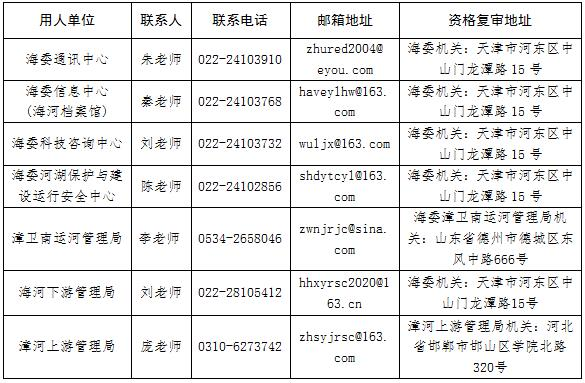 用人单位 联系人 联系电话 邮箱地址 资格复审地址
海委通讯中心 朱老师 022-24103910 zhured2004@
eyou.com 海委机关：天津市河东区中
山门龙潭路 15 号
海委信息中心
(海河档案馆) 秦老师 022-24103768 haveylhw@163.
com 海委机关：天津市河东区中
山门龙潭路 15 号
海委科技咨询中心 刘老师 022-24103732 wuljx@163.com 海委机关：天津市河东区中
山门龙潭路 15 号
海委河湖保护与建
设运行安全中心 陈老师 022-24102856 shdytcyl@163.
com 海委机关：天津市河东区中
山门龙潭路 15 号
漳卫南运河管理局 李老师 0534-2658046 zwnjrjc@sina.
com 海委漳卫南运河管理局机
关：山东省德州市德城区东
风中路666号
海河下游管理局 刘老师 022-28105412 hhxyrsc2020@1
63.cn 海委机关：天津市河东区中
山门龙潭路15号
漳河上游管理局 庞老师 0310-6273742 zhsyjrsc@163.
com 漳河上游管理局机关：河北
省邯郸市邯山区学院北路
320号